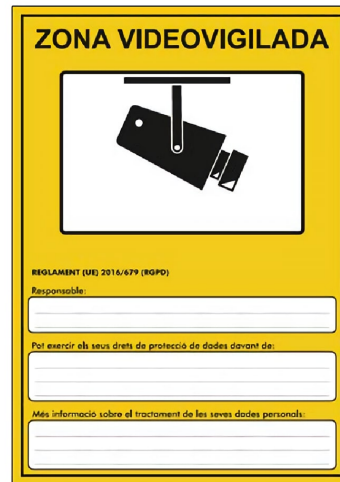 ZONA VIDEOVIGILADA
REGLAMENT (UE) 2016/679 (RGPD)
Responsable:
Pot exercir els seus drets de protecció de dades davant de:
Més informació sobre el tractament de les seves dades personals: